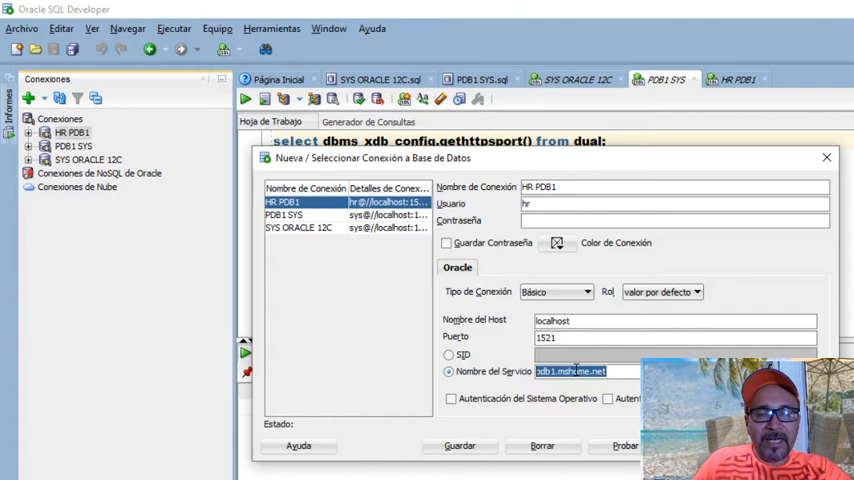 Oracle SQL Developer
Archivo Editar Ver Navegar Ejecutar Equipo Herramientas Window Ayuda
Conexiones
Página Inicial SYS ORACLE 12C.sql PDB1 SYS.sql SYS ORACLE 12C PDB1 SYS HR PDB1
Informes
Conexiones
HR PDB1
PDB1 SYS
SYS ORACLE 12C
Conexiones de NoSQL de Oracle
Conexiones de Nube
Hoja de Trabajo Generador de Consultas
select dbms_xdb_config.gethttpsport() from dual;
Nueva / Seleccionar Conexión a Base de Datos
Nombre de Conexión Detalles de Conex...
HR PDB1 hr@//localhost:15...
PDB1 SYS sys@//localhost:1...
SYS ORACLE 12C sys@//localhost:1...
Nombre de Conexión HR PDB1
Usuario hr
Contraseña
Guardar Contraseña Color de Conexión
Oracle
Tipo de Conexión Básico Rol valor por defecto
Nombre del Host localhost
Puerto 1521
SID
Nombre del Servicio pdb1.mshome.net
Autenticación del Sistema Operativo Autent
Estado:
Ayuda Guardar Borrar Probar